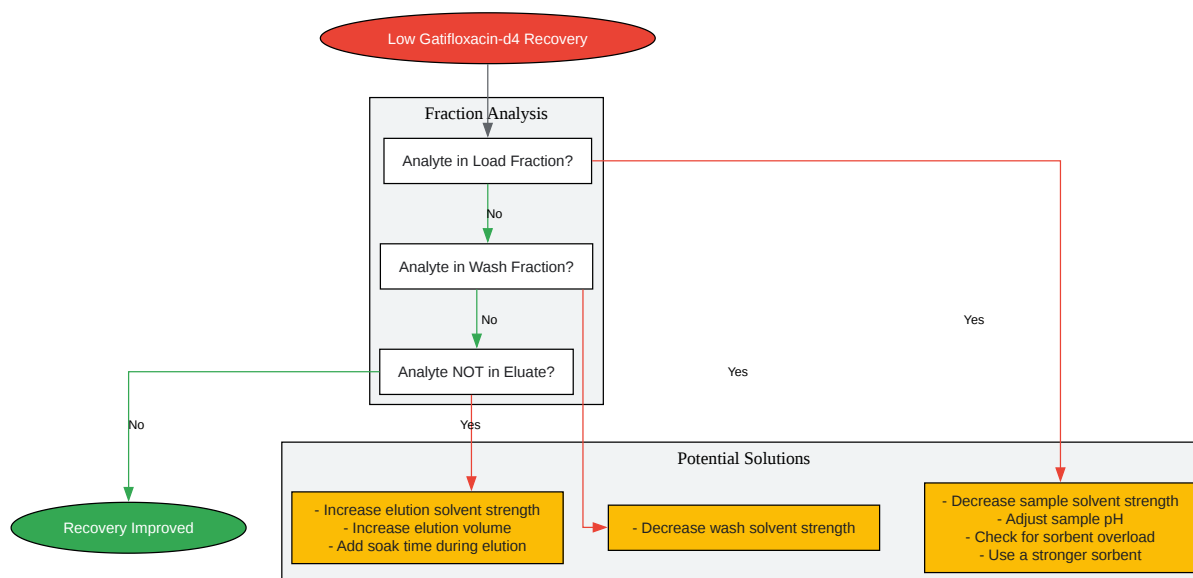 Low Gatifloxacin-d4 Recovery
Fraction Analysis
Analyte in Load Fraction?
No
Analyte in Wash Fraction?
No
Yes
Analyte NOT in Eluate?
Yes
No
Yes
Potential Solutions
- Increase elution solvent strength
- Increase elution volume
- Add soak time during elution
- Decrease wash solvent strength
- Decrease sample solvent strength
- Adjust sample pH
- Check for sorbent overload
- Use a stronger sorbent
Recovery Improved